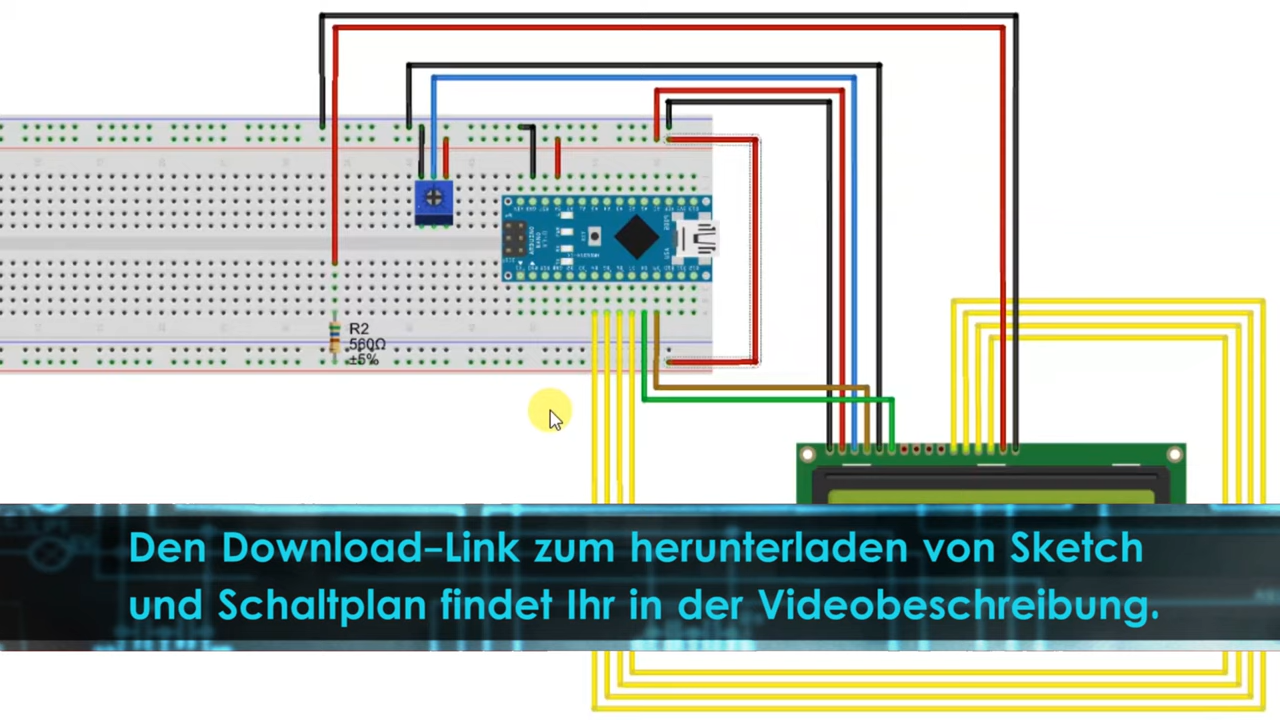 R2
560Ω
±5%
Den Download-Link zum herunterladen von Sketch
und Schaltplan findet Ihr in der Videobeschreibung.